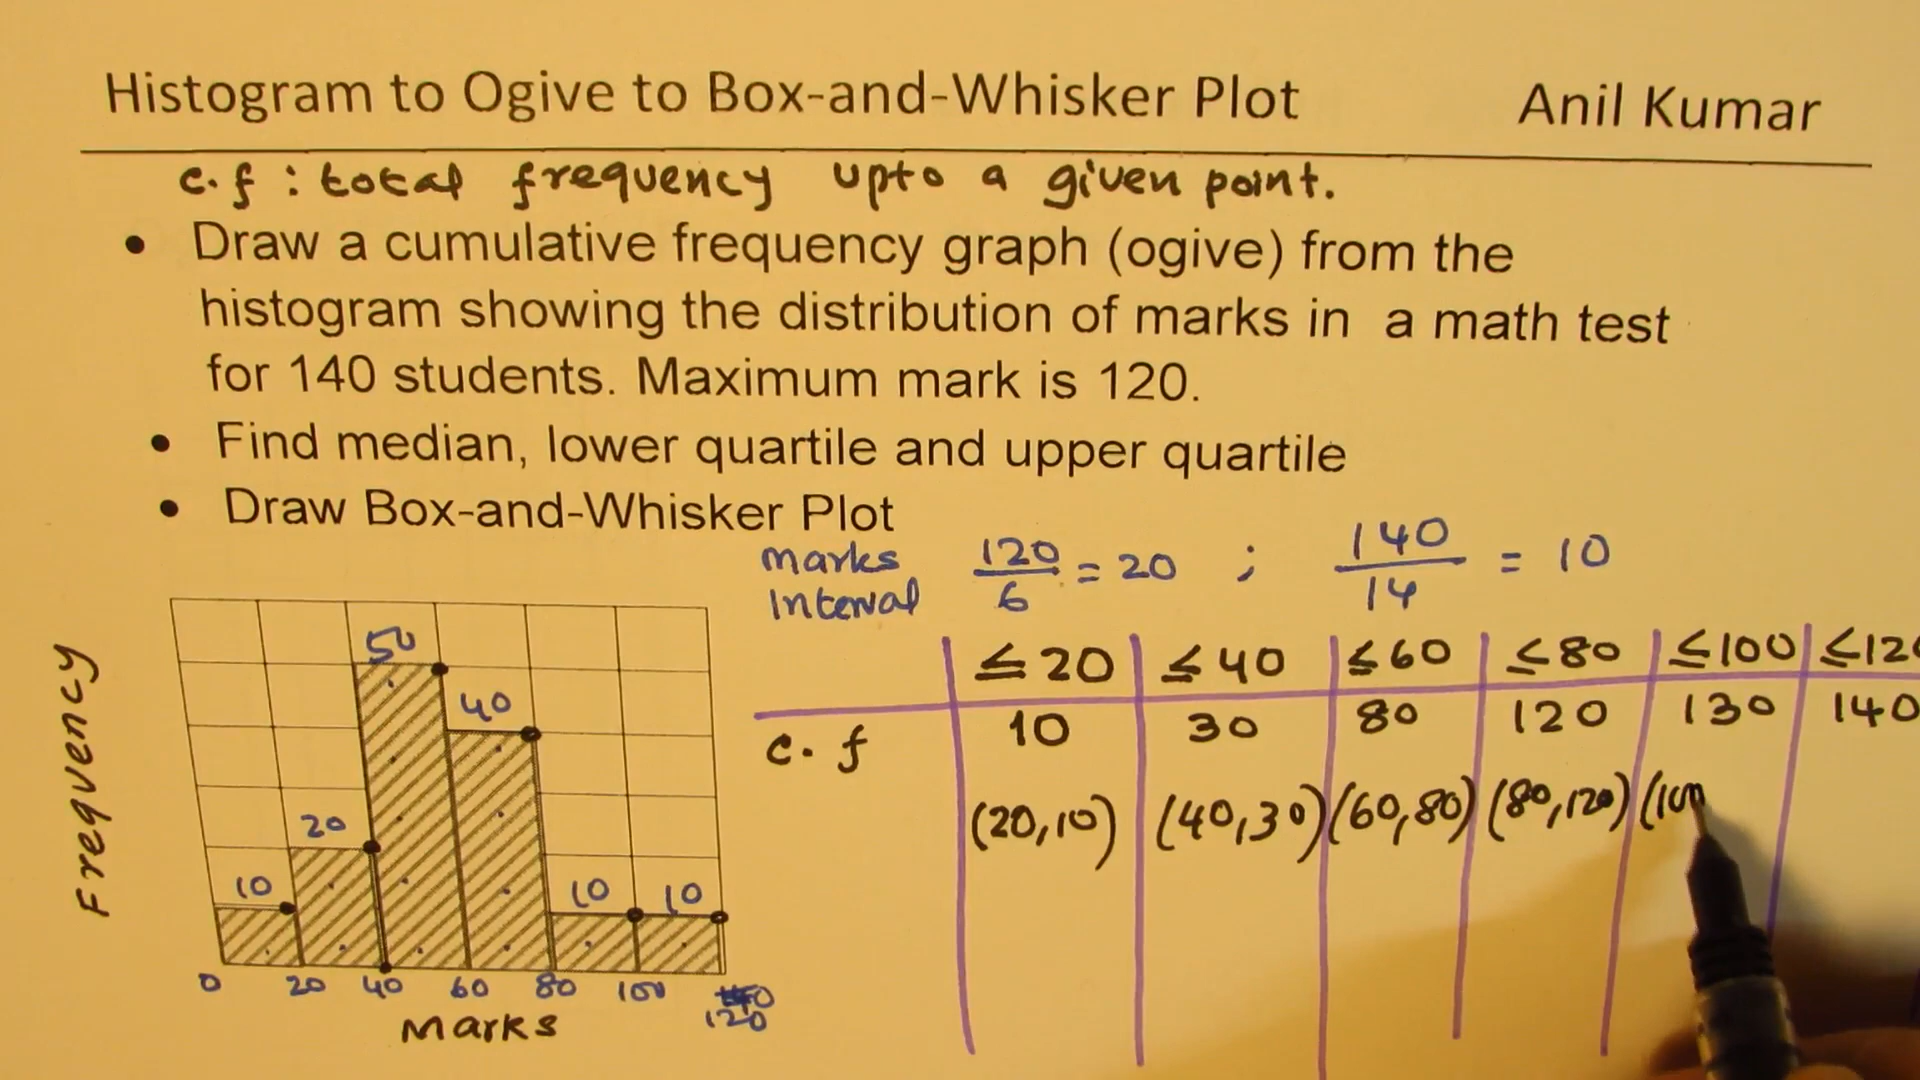 Histogram to Ogive to Box-and-Whisker Plot Anil Kumar
c.f : total frequency upto a given point.
• Draw a cumulative frequency graph (ogive) from the
histogram showing the distribution of marks in a math test
for 140 students. Maximum mark is 120.
• Find median, lower quartile and upper quartile
• Draw Box-and-Whisker Plot
marks
Interval
120/6 = 20 ; 140/14 = 10
≤20 ≤40 ≤60 ≤80 ≤100 ≤120
c.f 10 30 80 120 130 140
(20,10) (40,30) (60,80) (80,120) (100
Frequency
50
40
20
10 10 10
0 20 40 60 80 100
120
Marks